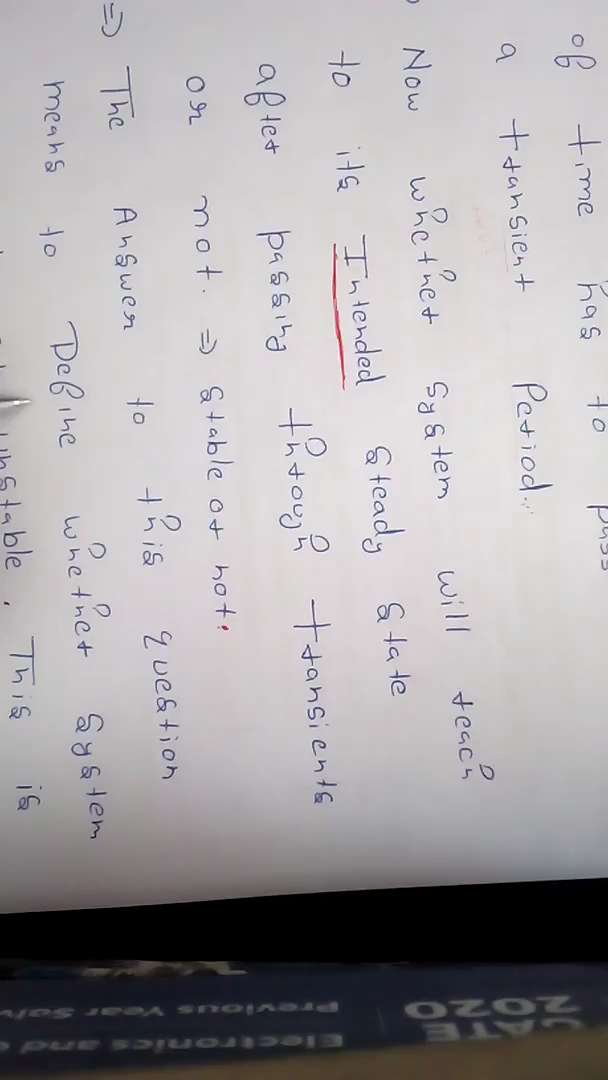 of time has to pass
a transient Period.
Now whether system will reach
to its Intended steady state
after passing through transients
or not. ⇒ stable or not.
⇒ The Answer to this question
means to Define whether system
unstable. This is
GATE 2020
Previous Year Solv
Electronics and